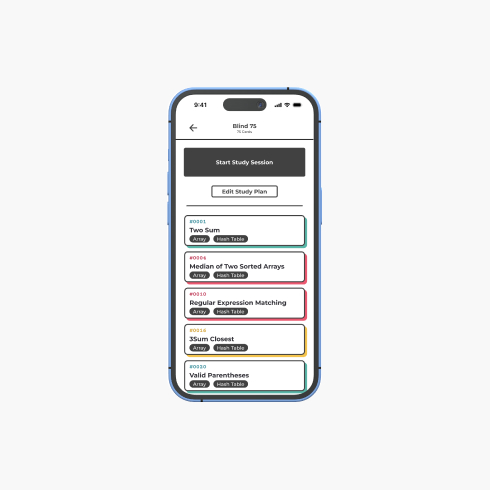 9:41
Blind 75
75 Cards
Start Study Session
Edit Study Plan
#0001
Two Sum
Array Hash Table
#0004
Median of Two Sorted Arrays
Array Hash Table
#0010
Regular Expression Matching
Array Hash Table
#0016
3Sum Closest
Array Hash Table
#0020
Valid Parentheses
Array Hash Table